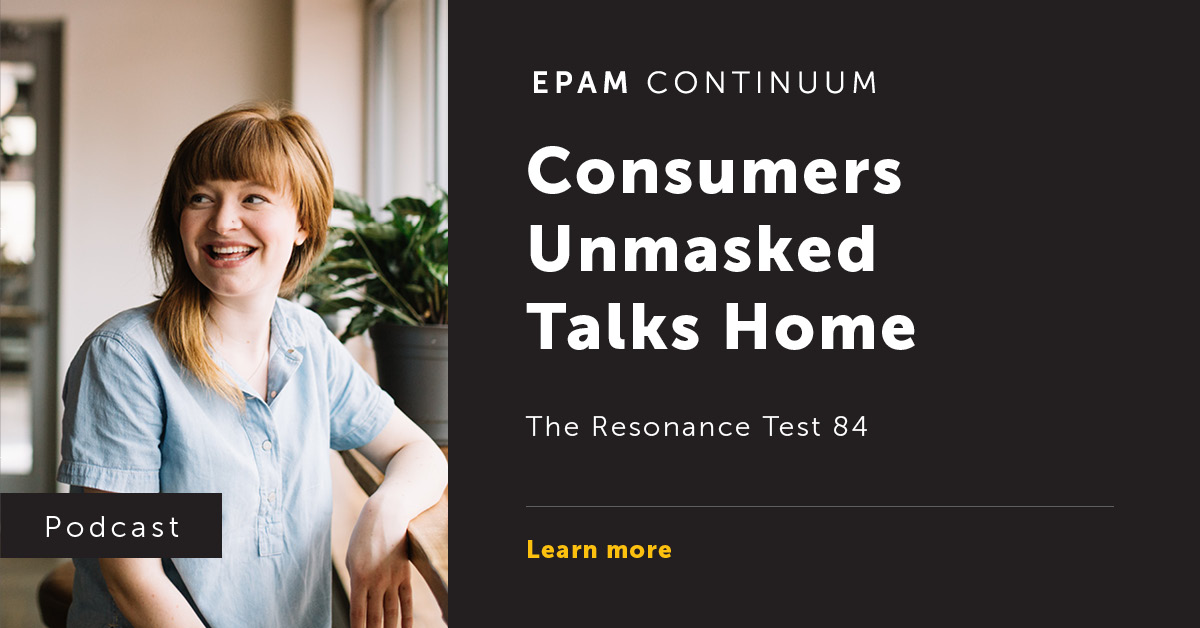 EPAM CONTINUUM
Consumers
Unmasked
Talks Home
The Resonance Test 84
Learn more
Podcast